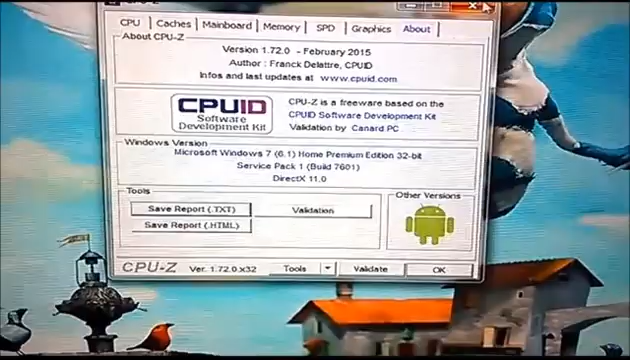 CPU Caches Mainboard Memory SPD Graphics About
About CPU-Z
Version 1.72.0 - February 2015
Author : Franck Delattre, CPUID
Infos and last updates at www.cpuid.com
CPUID
Software
Development Kit
CPU-Z is a freeware based on the
CPUID Software Development Kit
Validation by Canard PC
Windows Version
Microsoft Windows 7 (6.1) Home Premium Edition 32-bit
Service Pack 1 (Build 7601)
DirectX 11.0
Tools
Save Report (.TXT)
Validation
Save Report (.HTML)
Other Versions
CPU-Z Ver. 1.72.0.x32 Tools Validate OK